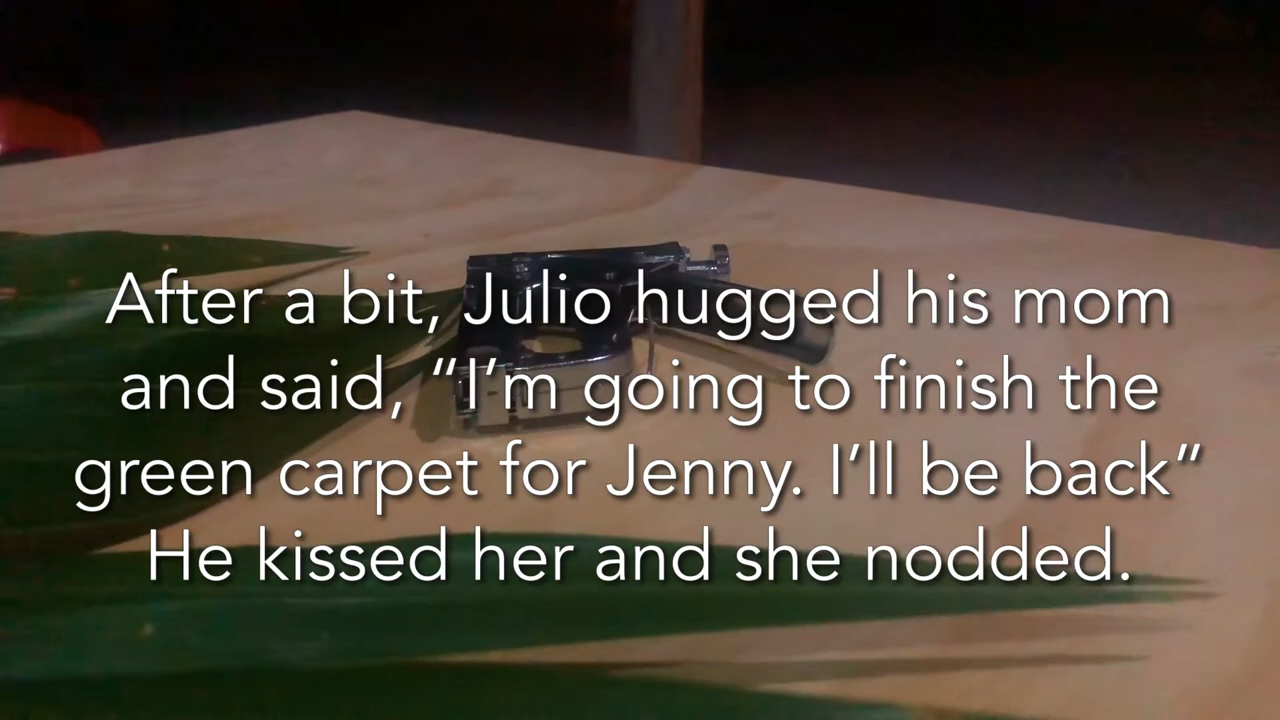 After a bit, Julio hugged his mom
and said, “I’m going to finish the
green carpet for Jenny. I’ll be back”
He kissed her and she nodded.